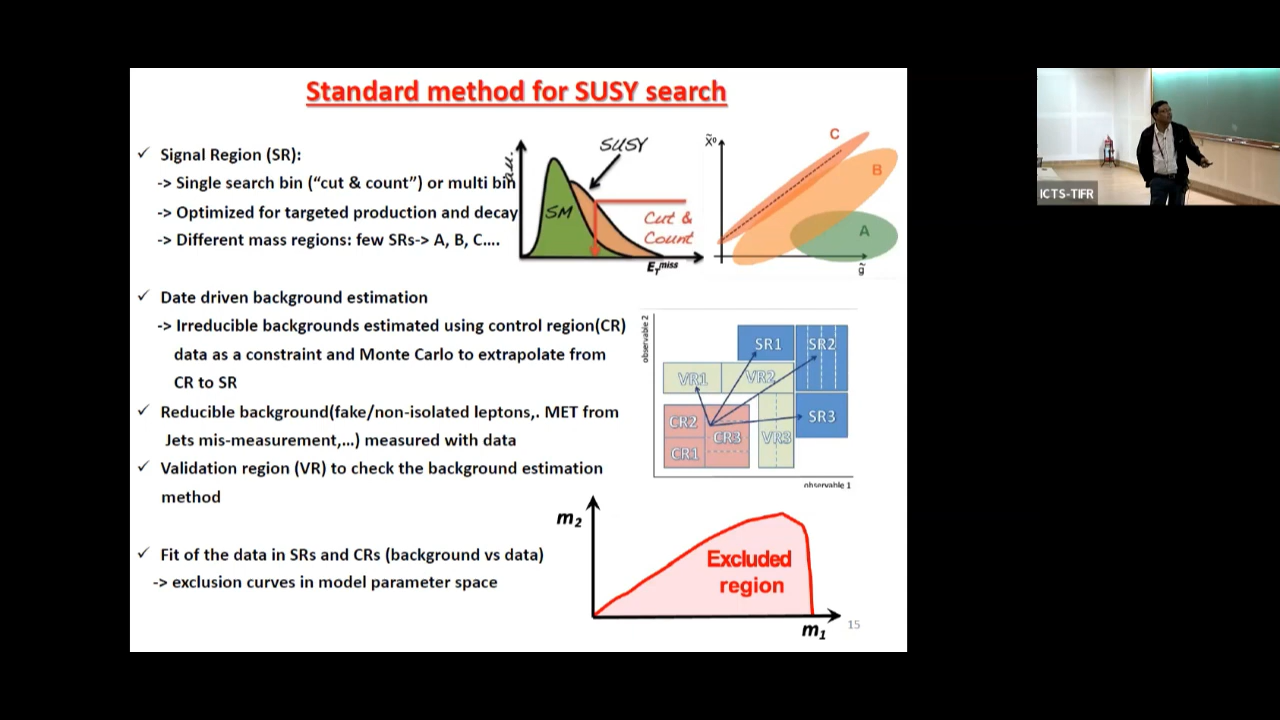 Standard method for SUSY search
✓ Signal Region (SR):
-> Single search bin (“cut & count”) or multi bin
-> Optimized for targeted production and decay
-> Different mass regions: few SRs-> A, B, C....
a.u.
SUSY
SM
Cut &
Count
E_T^miss
χ̃⁰
C
B
A
g̃
✓ Date driven background estimation
-> Irreducible backgrounds estimated using control region(CR)
data as a constraint and Monte Carlo to extrapolate from
CR to SR
✓ Reducible background(fake/non-isolated leptons,. MET from
Jets mis-measurement,...) measured with data
✓ Validation region (VR) to check the background estimation
method
observable 2
SR1
SR2
VR1
VR2
CR2
CR3
VR3
SR3
CR1
observable 1
✓ Fit of the data in SRs and CRs (background vs data)
-> exclusion curves in model parameter space
m₂
Excluded
region
m₁
15
ICTS-TIFR